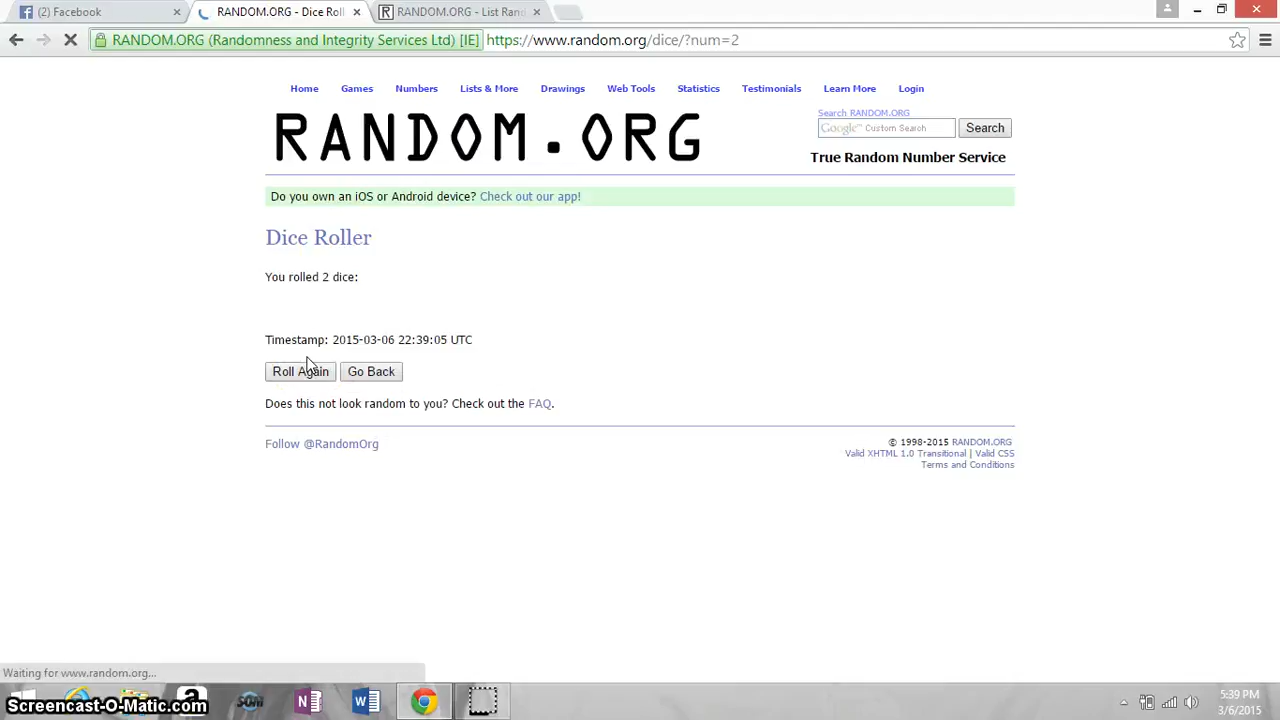 (2) Facebook
RANDOM.ORG - Dice Roll
RANDOM.ORG - List Rand
RANDOM.ORG (Randomness and Integrity Services Ltd) [IE]
https://www.random.org/dice/?num=2
Home Games Numbers Lists & More Drawings Web Tools Statistics Testimonials Learn More Login
RANDOM.ORG
Search RANDOM.ORG
Google™ Custom Search
Search
True Random Number Service
Do you own an iOS or Android device? Check out our app!
Dice Roller
You rolled 2 dice:
Timestamp: 2015-03-06 22:39:05 UTC
Roll Again Go Back
Does this not look random to you? Check out the FAQ.
Follow @RandomOrg
© 1998-2015 RANDOM.ORG
Valid XHTML 1.0 Transitional | Valid CSS
Terms and Conditions
Waiting for www.random.org...
Screencast-O-Matic.com
SOM
5:39 PM
3/6/2015